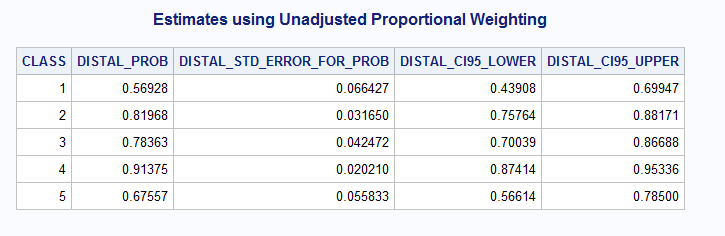 Estimates using Unadjusted Proportional Weighting
CLASS DISTAL_PROB DISTAL_STD_ERROR_FOR_PROB DISTAL_CI95_LOWER DISTAL_CI95_UPPER
1 0.56928 0.066427 0.43908 0.69947
2 0.81968 0.031650 0.75764 0.88171
3 0.78363 0.042472 0.70039 0.86688
4 0.91375 0.020210 0.87414 0.95336
5 0.67557 0.055833 0.56614 0.78500